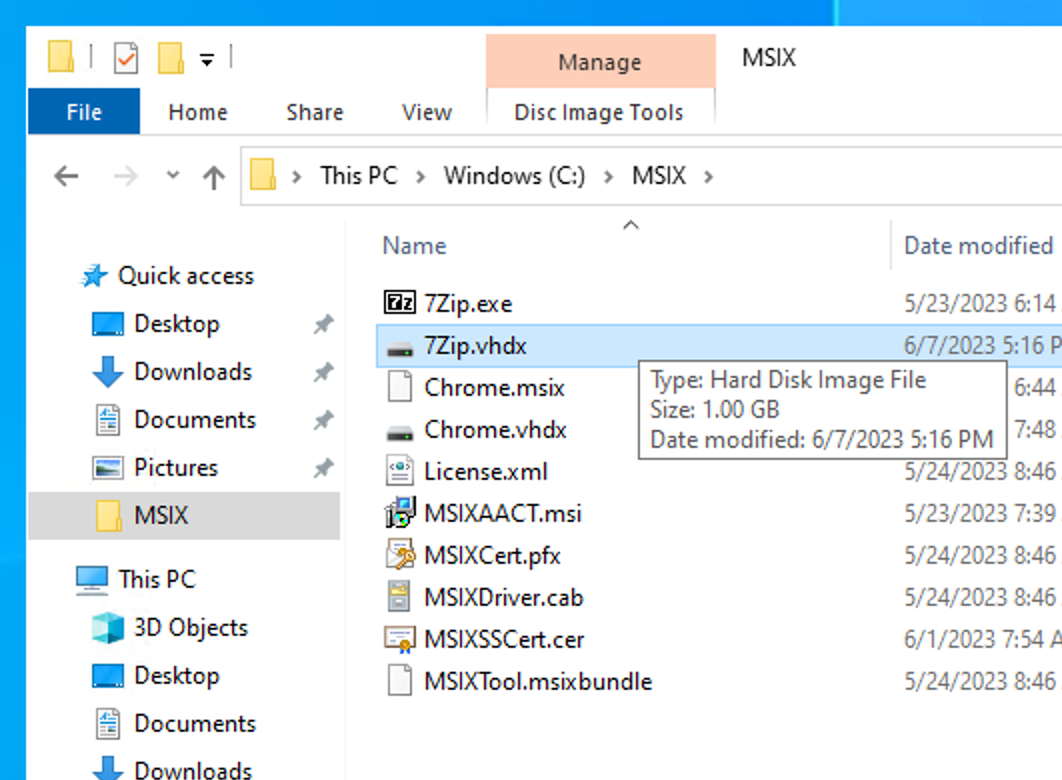 Manage
MSIX
File
Home
Share
View
Disc Image Tools
This PC
Windows (C:)
MSIX
Name
Date modified
Quick access
Desktop
Downloads
Documents
Pictures
MSIX
This PC
3D Objects
Desktop
Documents
Downloads
7Zip.exe 5/23/2023 6:14
7Zip.vhdx 6/7/2023 5:16 P
Chrome.msix 6:44
Chrome.vhdx 7:48
License.xml 5/24/2023 8:46
MSIXAACT.msi 5/23/2023 7:39
MSIXCert.pfx 5/24/2023 8:46
MSIXDriver.cab 5/24/2023 8:46
MSIXSSCert.cer 6/1/2023 7:54 A
MSIXTool.msixbundle 5/24/2023 8:46
Type: Hard Disk Image File
Size: 1.00 GB
Date modified: 6/7/2023 5:16 PM